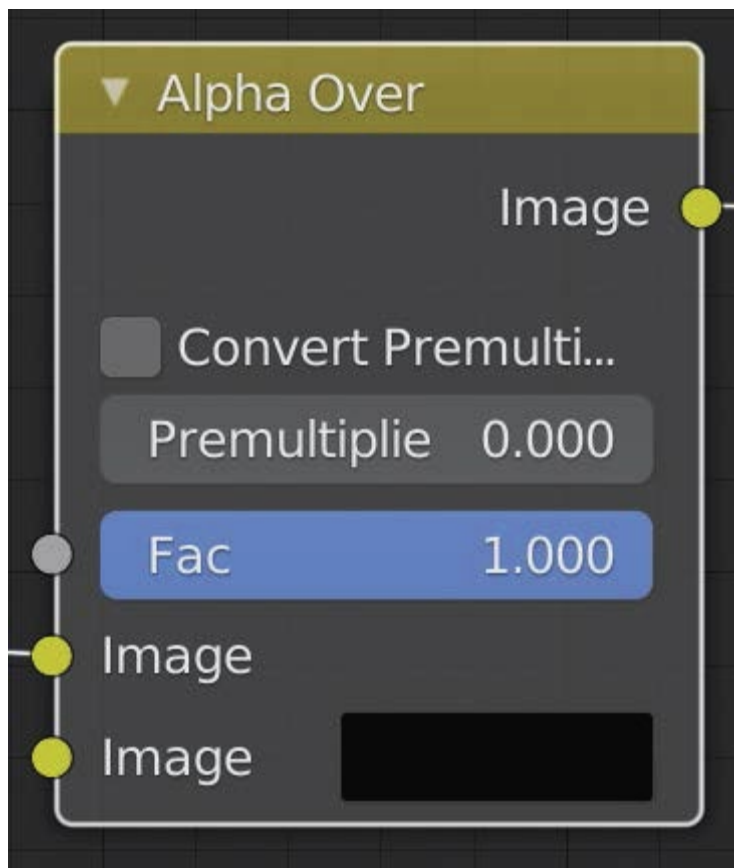 Alpha Over
Image
Convert Premulti...
Premultiplie 0.000
Fac 1.000
Image
Image